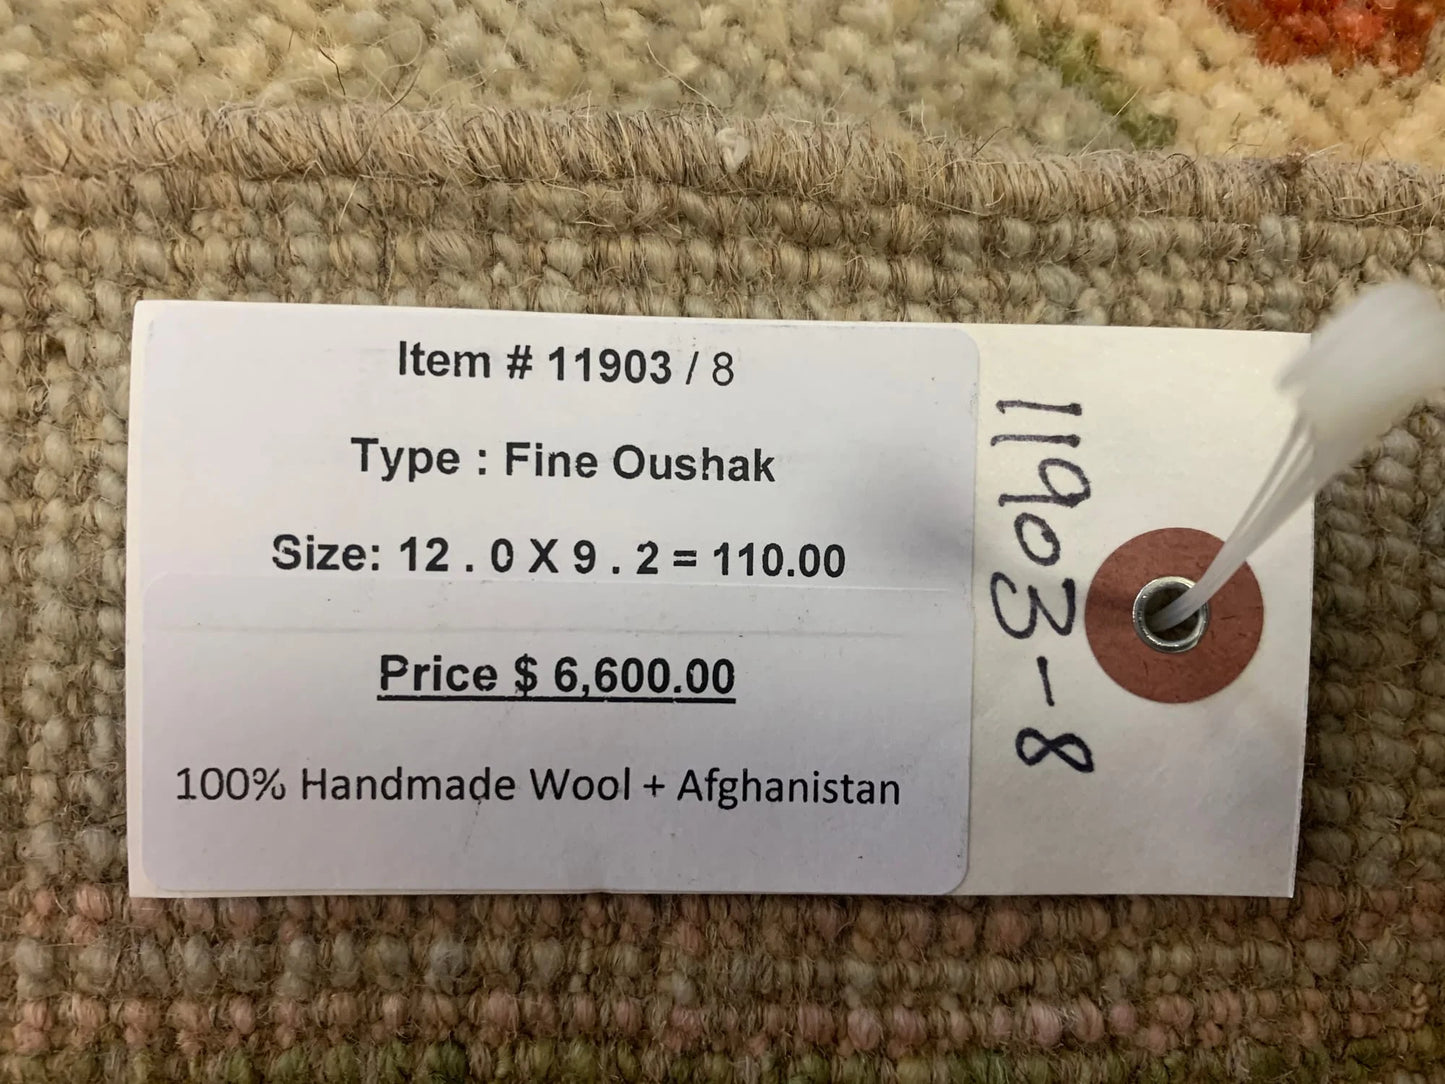 Item # 11903 / 8
Type : Fine Oushak
Size: 12 . 0 X 9 . 2 = 110.00
Price $ 6,600.00
100% Handmade Wool + Afghanistan
11903-8